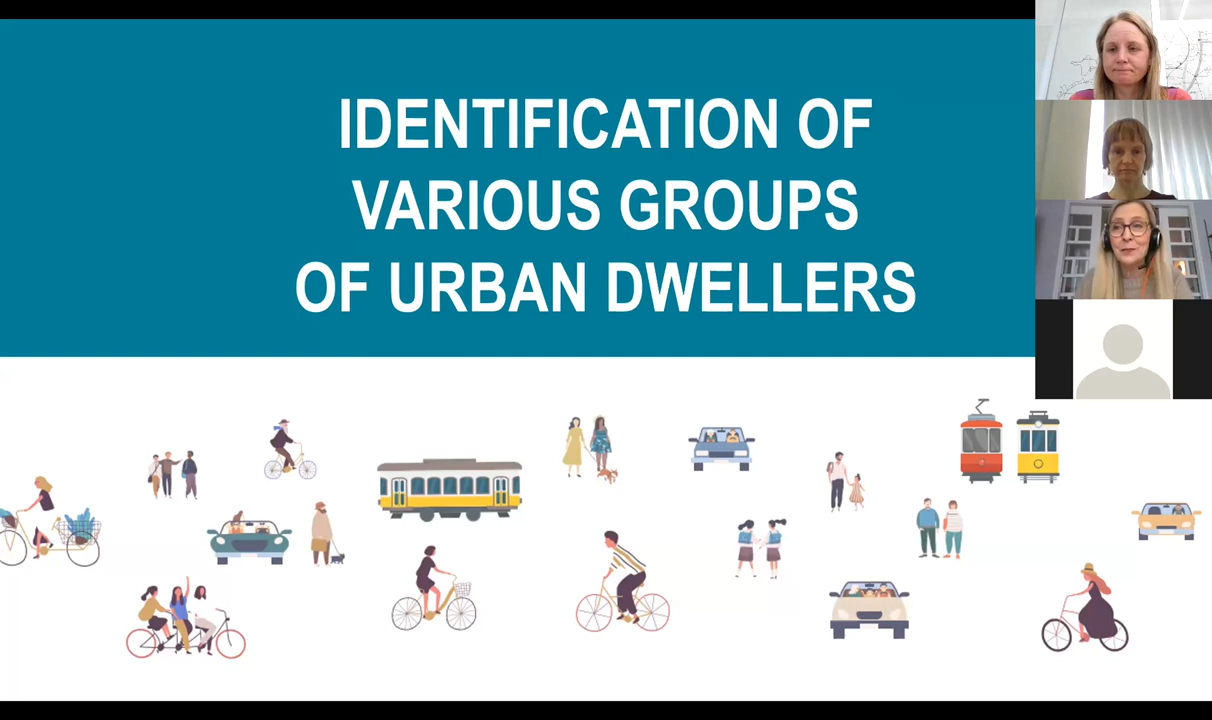 IDENTIFICATION OF
VARIOUS GROUPS
OF URBAN DWELLERS